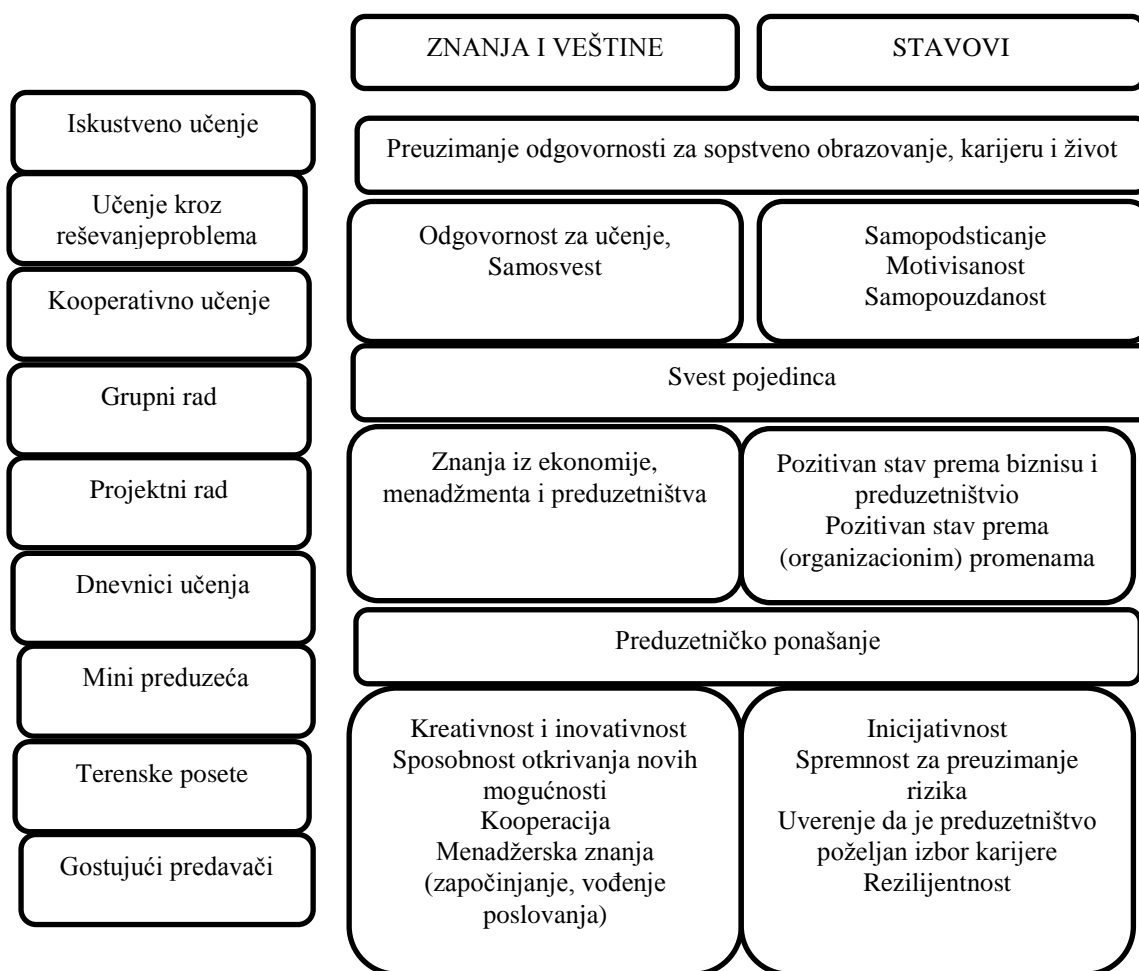 ZNANJA I VEŠTINE
STAVOVI
Iskustveno učenje
Učenje kroz
reševanjeproblema
Kooperativno učenje
Grupni rad
Projektni rad
Dnevnici učenja
Mini preduzeća
Terenske posete
Gostujući predavači
Preuzimanje odgovornosti za sopstveno obrazovanje, karijeru i život
Odgovornost za učenje,
Samosvest
Samopodsticanje
Motivisanost
Samopouzdanost
Svest pojedinca
Znanja iz ekonomije,
menadžmenta i preduzetništva
Pozitivan stav prema biznisu i
preduzetništvio
Pozitivan stav prema
(organizacionim) promenama
Preduzetničko ponašanje
Kreativnost i inovativnost
Sposobnost otkrivanja novih
mogućnosti
Kooperacija
Menadžerska znanja
(započinjanje, vođenje
poslovanja)
Inicijativnost
Spremnost za preuzimanje
rizika
Uverenje da je preduzetništvo
poželjan izbor karijere
Rezilijentnost